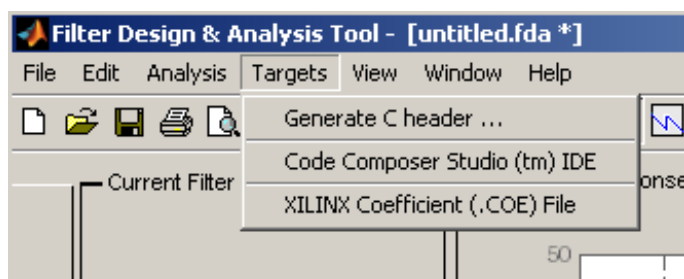 Filter Design & Analysis Tool - [untitled.fda *]
File Edit Analysis Targets View Window Help
Generate C header ...
Code Composer Studio (tm) IDE
Current Filter
onse
XILINX Coefficient (.COE) File
50